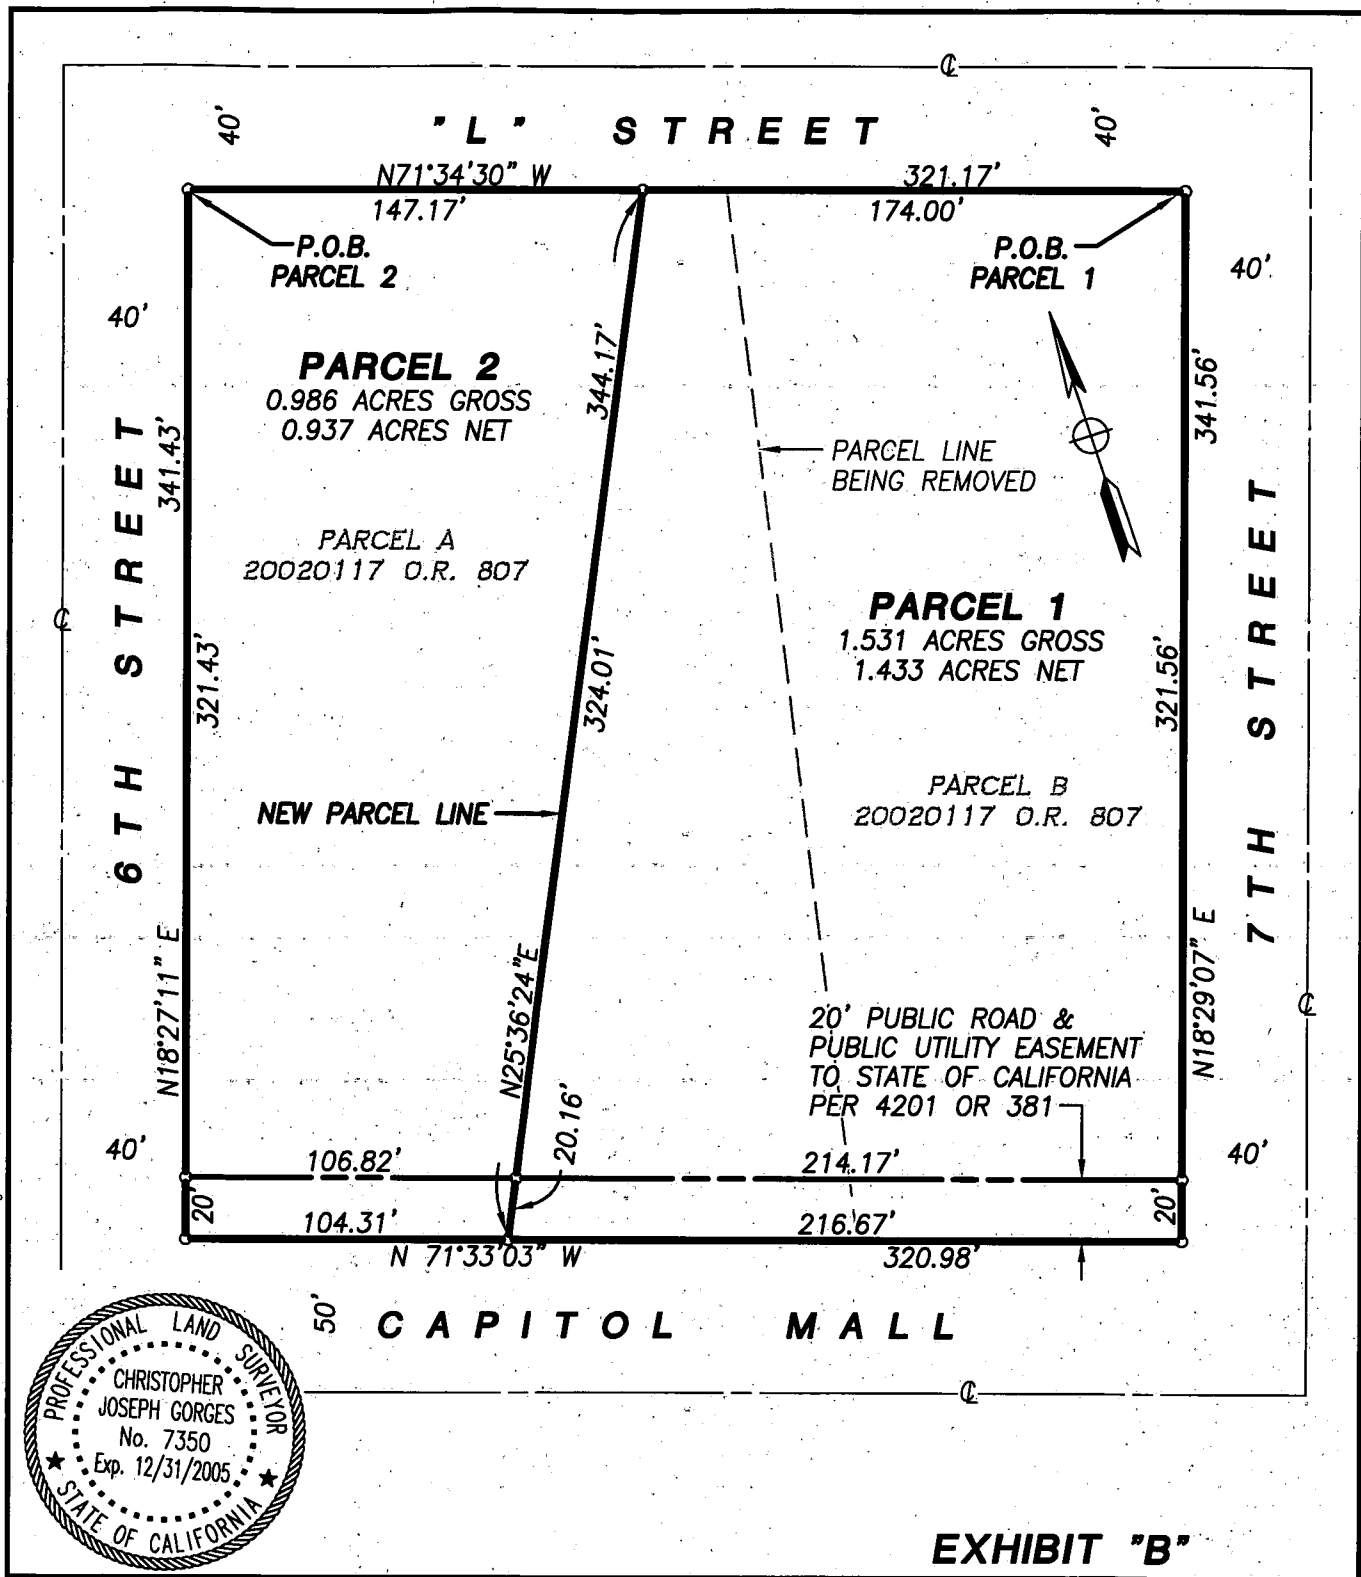 ℄
40'
40'
"L" STREET
N71°34'30" W
321.17'
147.17'
174.00'
P.O.B.
PARCEL 2
P.O.B.
PARCEL 1
40'
40'
PARCEL 2
0.986 ACRES GROSS
0.937 ACRES NET
344.17'
341.56'
341.43'
PARCEL LINE
BEING REMOVED
PARCEL A
20020117 O.R. 807
6TH STREET
7TH STREET
℄
PARCEL 1
1.531 ACRES GROSS
1.433 ACRES NET
321.43'
324.01'
321.56'
NEW PARCEL LINE
PARCEL B
20020117 O.R. 807
N18°27'11" E
N25°36'24"E
N18°29'07" E
℄
20' PUBLIC ROAD &
PUBLIC UTILITY EASEMENT
TO STATE OF CALIFORNIA
PER 4201 OR 381
40'
20.16'
40'
106.82'
214.17'
20'
20'
104.31'
216.67'
N 71°33'03" W
320.98'
50'
CAPITOL MALL
℄
PROFESSIONAL LAND SURVEYOR
CHRISTOPHER
JOSEPH GORGES
No. 7350
Exp. 12/31/2005
STATE OF CALIFORNIA
EXHIBIT "B"